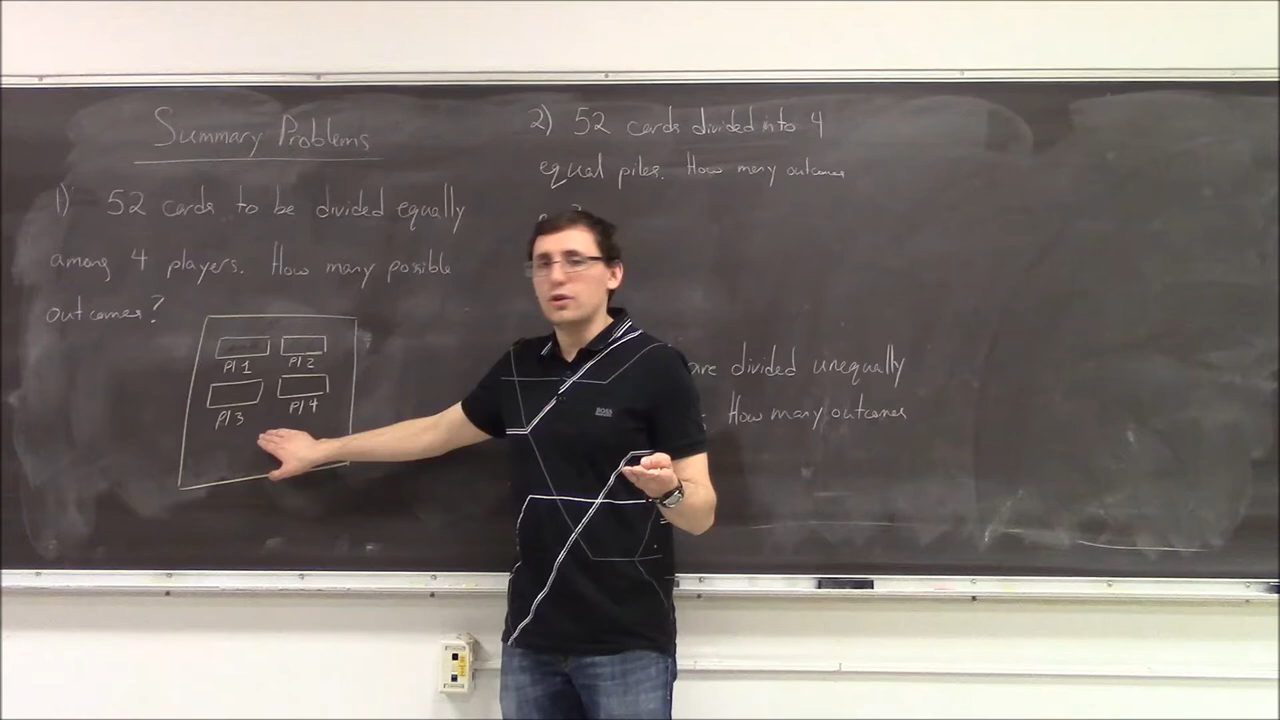 Summary Problems
1) 52 cards to be divided equally
among 4 players. How many possible
outcomes?
Pl 1 Pl 2
Pl 3 Pl 4
2) 52 cards divided into 4
equal piles. How many outcomes
are divided unequally
How many outcomes
BOSS